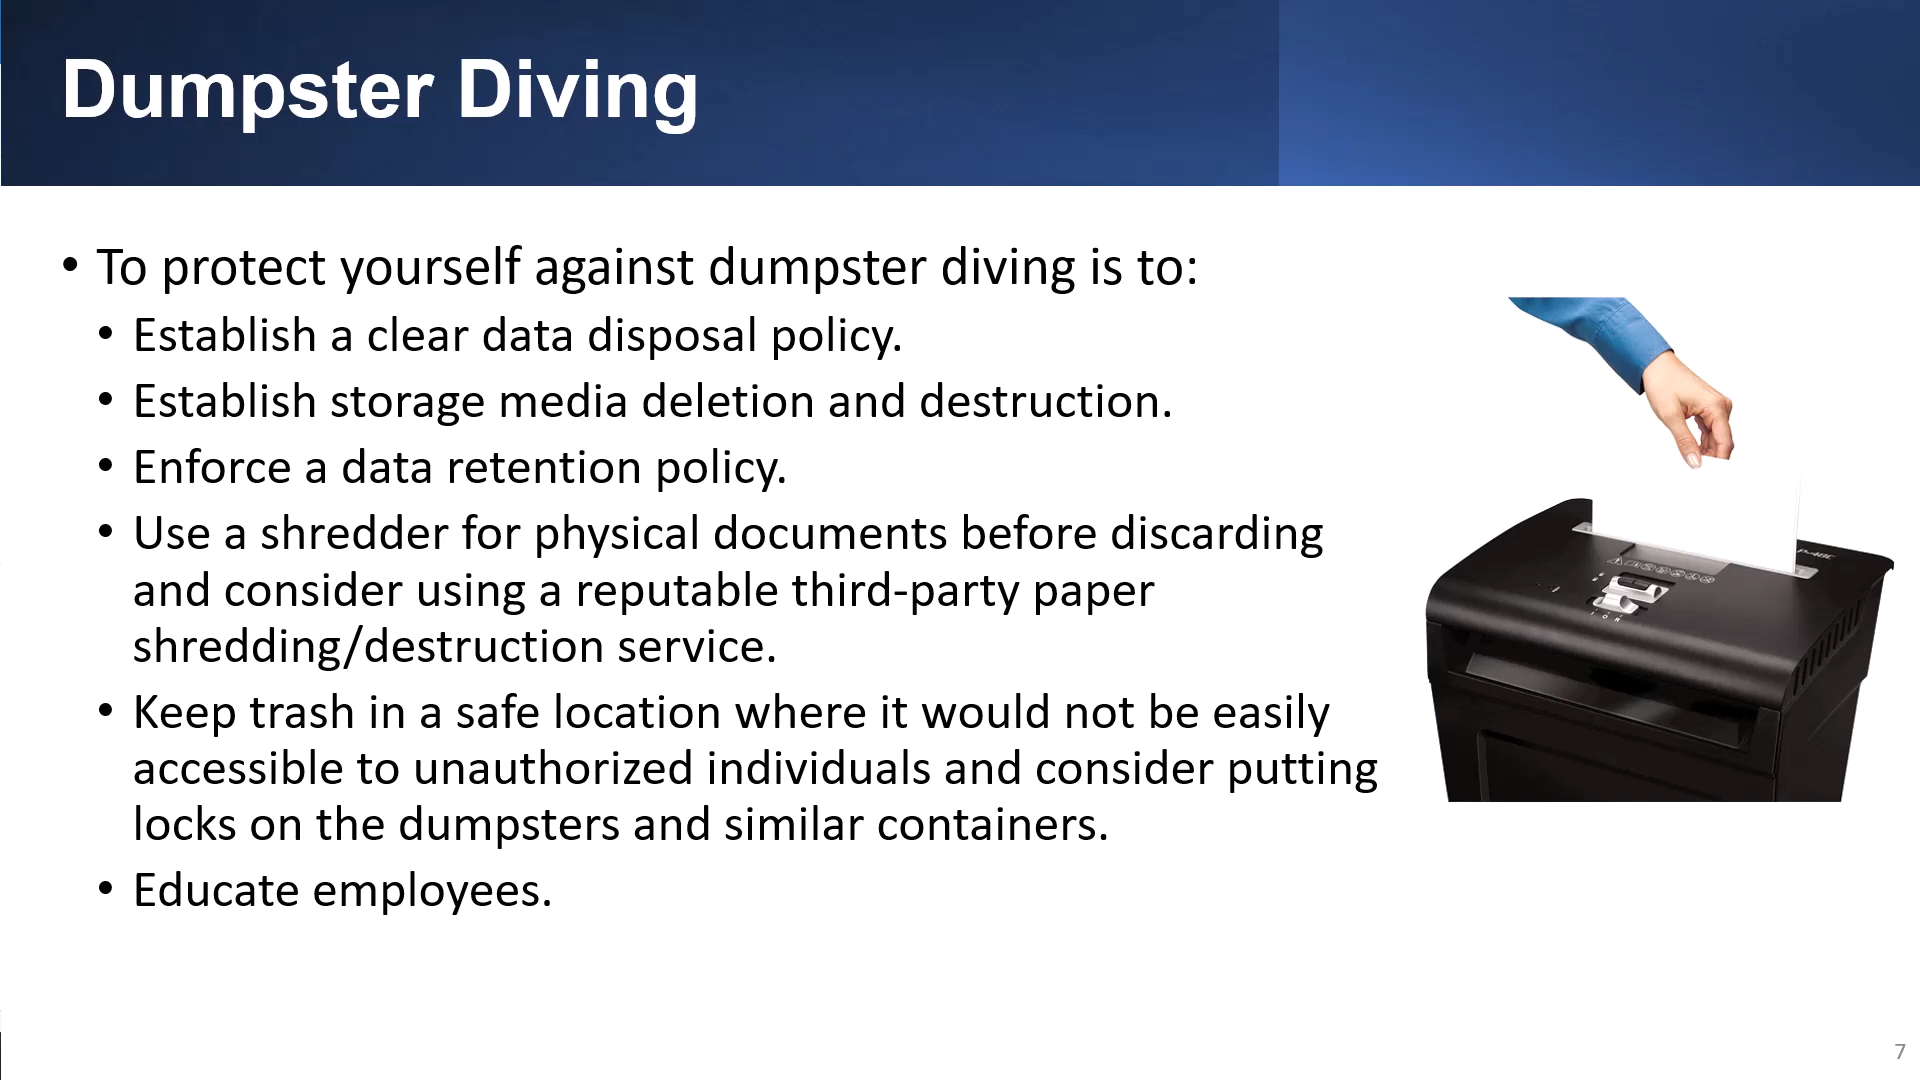 Dumpster Diving
• To protect yourself against dumpster diving is to:
• Establish a clear data disposal policy.
• Establish storage media deletion and destruction.
• Enforce a data retention policy.
• Use a shredder for physical documents before discarding
and consider using a reputable third-party paper
shredding/destruction service.
• Keep trash in a safe location where it would not be easily
accessible to unauthorized individuals and consider putting
locks on the dumpsters and similar containers.
• Educate employees.
7